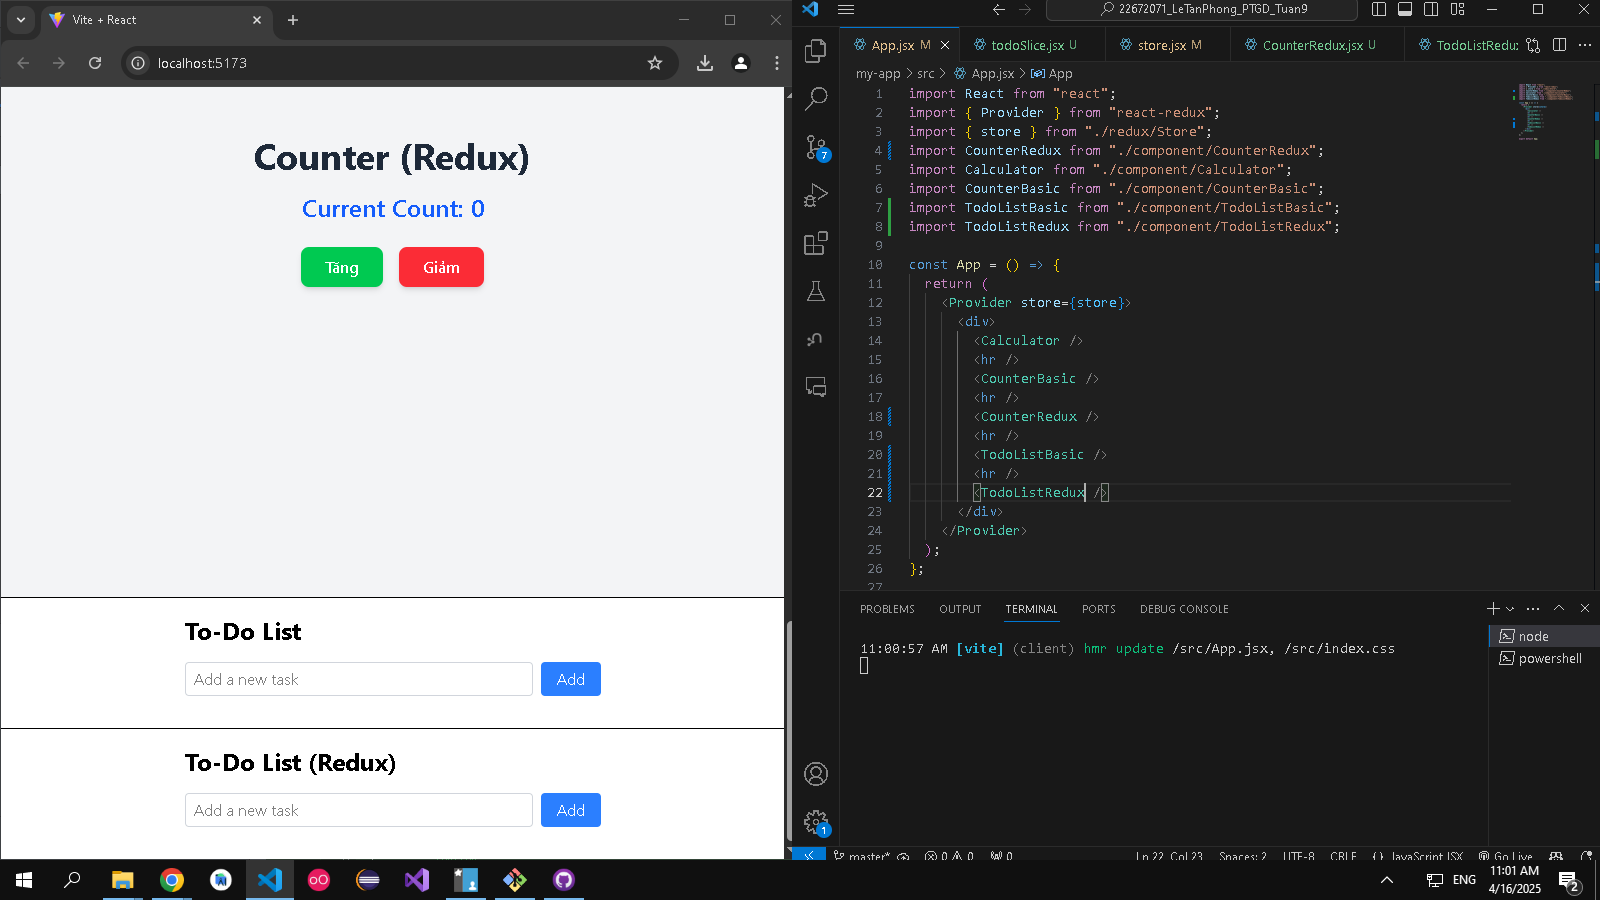 Vite + React
localhost:5173
Counter (Redux)
Current Count: 0
Tăng
Giảm
To-Do List
Add a new task
Add
To-Do List (Redux)
Add a new task
Add
22672071_LeTanPhong_PTGD_Tuan9
App.jsx M
todoSlice.jsx U
store.jsx M
CounterRedux.jsx U
TodoListRedu
my-app > src > App.jsx > App
1 import React from "react";
2 import { Provider } from "react-redux";
3 import { store } from "./redux/Store";
4 import CounterRedux from "./component/CounterRedux";
5 import Calculator from "./component/Calculator";
6 import CounterBasic from "./component/CounterBasic";
7 import TodoListBasic from "./component/TodoListBasic";
8 import TodoListRedux from "./component/TodoListRedux";
9
10 const App = () => {
11 return (
12 <Provider store={store}>
13 <div>
14 <Calculator />
15 <hr />
16 <CounterBasic />
17 <hr />
18 <CounterRedux />
19 <hr />
20 <TodoListBasic />
21 <hr />
22 <TodoListRedux />
23 </div>
24 </Provider>
25 );
26 };
27
7
1
PROBLEMS OUTPUT TERMINAL PORTS DEBUG CONSOLE
11:00:57 AM [vite] (client) hmr update /src/App.jsx, /src/index.css
node
powershell
master* 0 0 0 Ln 22, Col 23 Spaces: 2 UTF-8 CRLF {} JavaScript JSX Go Live
ENG
11:01 AM
4/16/2025
2